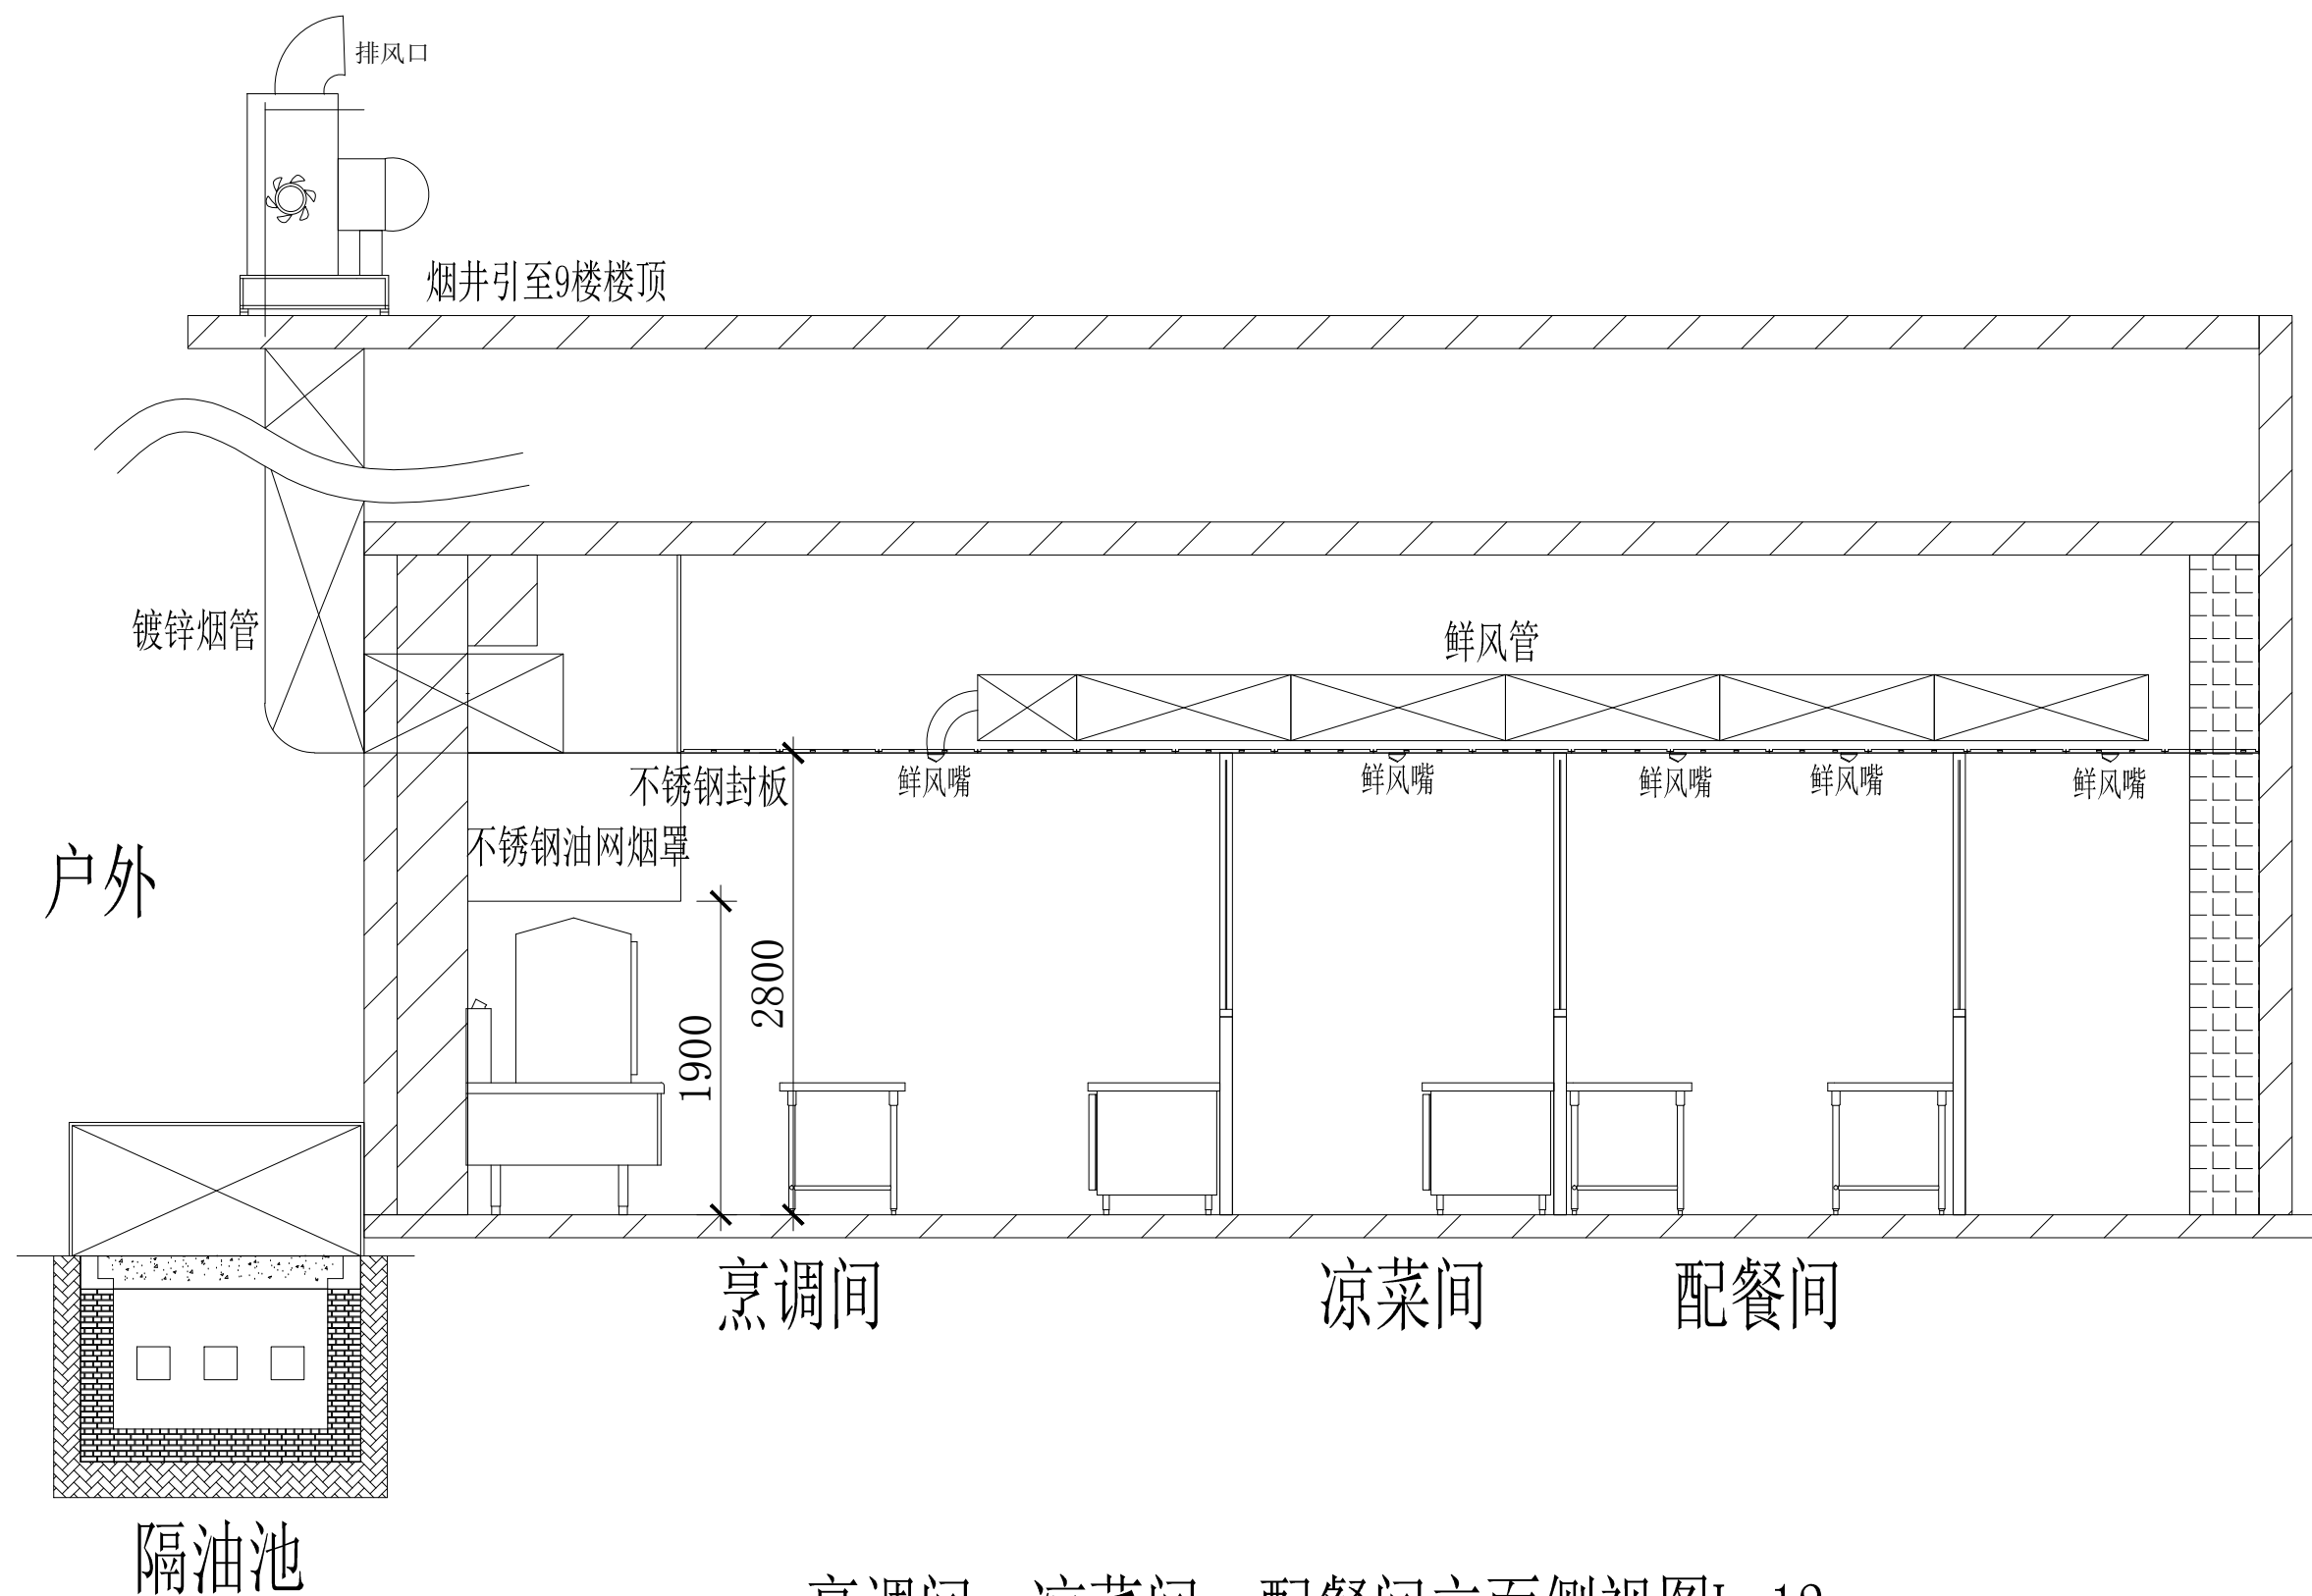 排风口
烟井引至9楼楼顶
镀锌烟管
鲜风管
不锈钢封板
鲜风嘴
鲜风嘴
鲜风嘴
鲜风嘴
鲜风嘴
不锈钢油网烟罩
户外
2800
1900
烹调间
凉菜间
配餐间
隔油池